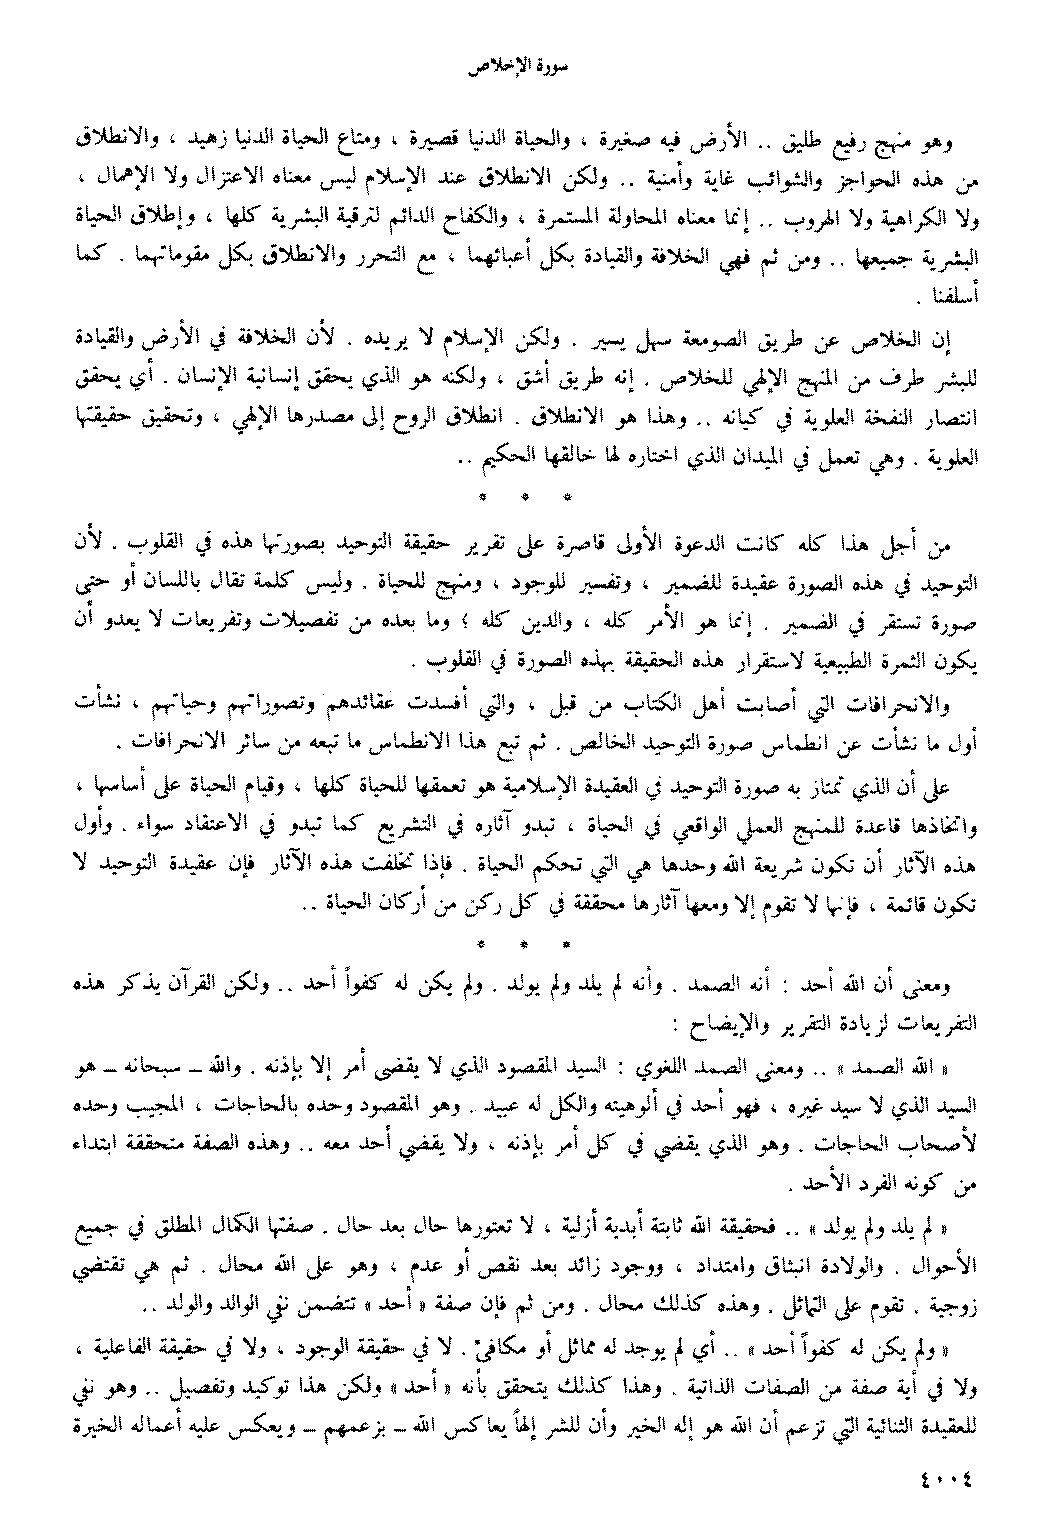 سورة الإخلاص
وهو منهج رفيع طليق .. الأرض فيه صغيرة ، والحياة الدنيا قصيرة ، ومتاع الحياة الدنيا زهيد ، والانطلاق
من هذه الحواجز والشوائب غاية وأمنية .. ولكن الانطلاق عند الإسلام ليس معناه الاعتزال ولا الإهمال ،
ولا الكراهية ولا الهروب .. إنما معناه المحاولة المستمرة ، والكفاح الدائم لترقية البشرية كلها ، وإطلاق الحياة
البشرية جميعها .. ومن ثم فهي الخلافة والقيادة بكل أعبائهما ، مع التحرر والانطلاق بكل مقوماتهما . كما
أسلفنا .
إن الخلاص عن طريق الصومعة سهل يسير . ولكن الإسلام لا يريده . لأن الخلافة في الأرض والقيادة
للبشر طرف من المنهج الإلهي للخلاص . إنه طريق أشق ، ولكنه هو الذي يحقق إنسانية الإنسان . أي يحقق
انتصار النفخة العلوية في كيانه .. وهذا هو الانطلاق . انطلاق الروح إلى مصدرها الإلهي ، وتحقيق حقيقتها
العلوية . وهي تعمل في الميدان الذي اختاره لها خالقها الحكيم ..
* * *
من أجل هذا كله كانت الدعوة الأولى قاصرة على تقرير حقيقة التوحيد بصورتها هذه في القلوب . لأن
التوحيد في هذه الصورة عقيدة للضمير ، وتفسير للوجود ، ومنهج للحياة . وليس كلمة تقال باللسان أو حتى
صورة تستقر في الضمير . إنما هو الأمر كله ، والدين كله ؛ وما بعده من تفصيلات وتفريعات لا يعدو أن
يكون الثمرة الطبيعية لاستقرار هذه الحقيقة بهذه الصورة في القلوب .
والانحرافات التي أصابت أهل الكتاب من قبل ، والتي أفسدت عقائدهم وتصوراتهم وحياتهم ، نشأت
أول ما نشأت عن انطماس صورة التوحيد الخالص . ثم تبع هذا الانطماس ما تبعه من سائر الانحرافات .
على أن الذي تمتاز به صورة التوحيد في العقيدة الإسلامية هو تعمقها للحياة كلها ، وقيام الحياة على أساسها ،
واتخاذها قاعدة للمنهج العملي الواقعي في الحياة ، تبدو آثاره في التشريع كما تبدو في الاعتقاد سواء . وأول
هذه الآثار أن تكون شريعة الله وحدها هي التي تحكم الحياة . فإذا تخلفت هذه الآثار فإن عقيدة التوحيد لا
تكون قائمة ، فإنها لا تقوم إلا ومعها آثارها محققة في كل ركن من أركان الحياة ..
* * *
ومعنى أن الله أحد : أنه الصمد . وأنه لم يلد ولم يولد . ولم يكن له كفواً أحد .. ولكن القرآن يذكر هذه
التفريعات لزيادة التقرير والإيضاح :
« الله الصمد » .. ومعنى الصمد اللغوي : السيد المقصود الذي لا يقضى أمر إلا بإذنه . والله ــ سبحانه ــ هو
السيد الذي لا سيد غيره ، فهو أحد في ألوهيته والكل له عبيد . وهو المقصود وحده بالحاجات ، المجيب وحده
لأصحاب الحاجات . وهو الذي يقضي في كل أمر بإذنه ، ولا يقضي أحد معه .. وهذه الصفة متحققة ابتداء
من كونه الفرد الأحد .
« لم يلد ولم يولد » .. فحقيقة الله ثابتة أبدية أزلية ، لا تعتورها حال بعد حال . صفتها الكمال المطلق في جميع
الأحوال . والولادة انبثاق وامتداد ، ووجود زائد بعد نقص أو عدم ، وهو على الله محال . ثم هي تقتضي
زوجية . تقوم على التماثل . وهذه كذلك محال . ومن ثم فإن صفة « أحد » تتضمن نفي الوالد والولد ..
« ولم يكن له كفواً أحد » .. أي لم يوجد له مماثل أو مكافئ . لا في حقيقة الوجود ، ولا في حقيقة الفاعلية ،
ولا في أية صفة من الصفات الذاتية . وهذا كذلك يتحقق بأنه « أحد » ولكن هذا توكيد وتفصيل .. وهو نفي
للعقيدة الثنائية التي تزعم أن الله هو إله الخير وأن للشر إلهاً يعاكس الله ــ بزعمهم ــ ويعكس عليه أعماله الخيرة
٤٠٠٤